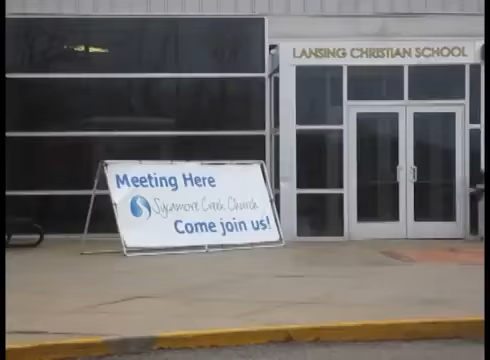 LANSING CHRISTIAN SCHOOL
Meeting Here
Sycamore Creek Church
Come join us!